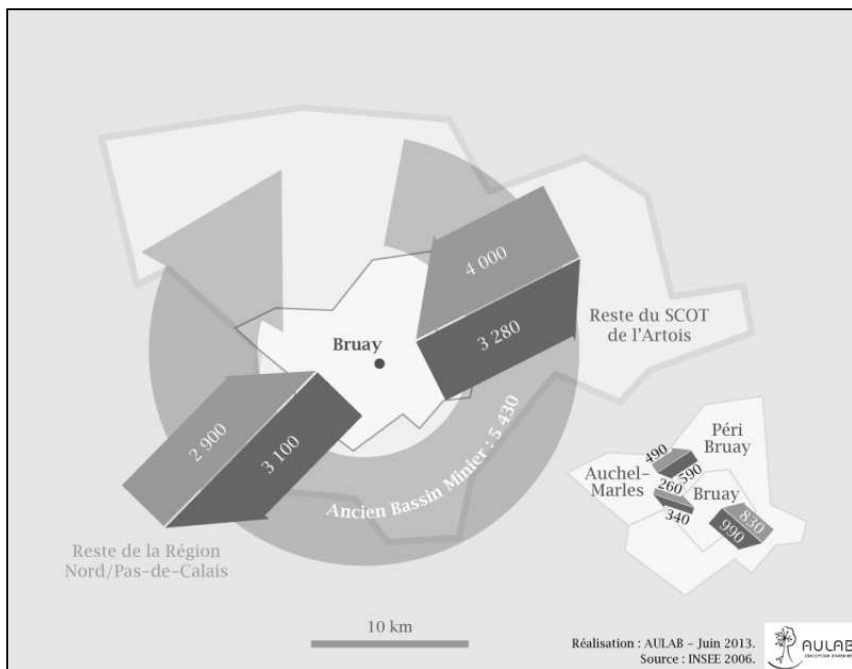 4 000
Bruay
3 280
Reste du SCOT
de l'Artois
2 900
3 100
Ancien Bassin Minier : 5 430
Péri
Bruay
490
590
Auchel-
Marles
260
Bruay
340
830
990
Reste de la Région
Nord/Pas-de-Calais
10 km
Réalisation : AULAB – Juin 2013.
Source : INSEE 2006.
AULAB